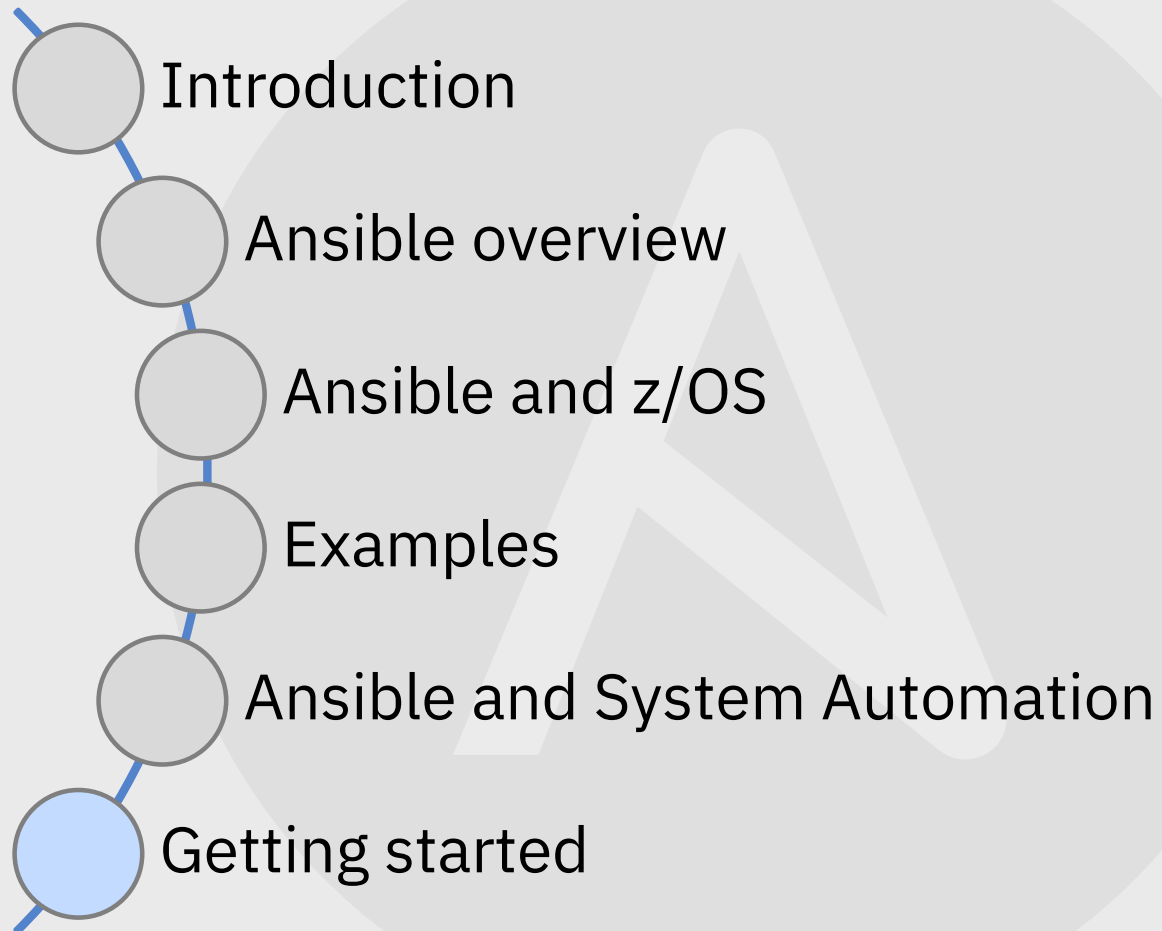 Introduction
Ansible overview
Ansible and z/OS
Examples
Ansible and System Automation
Getting started